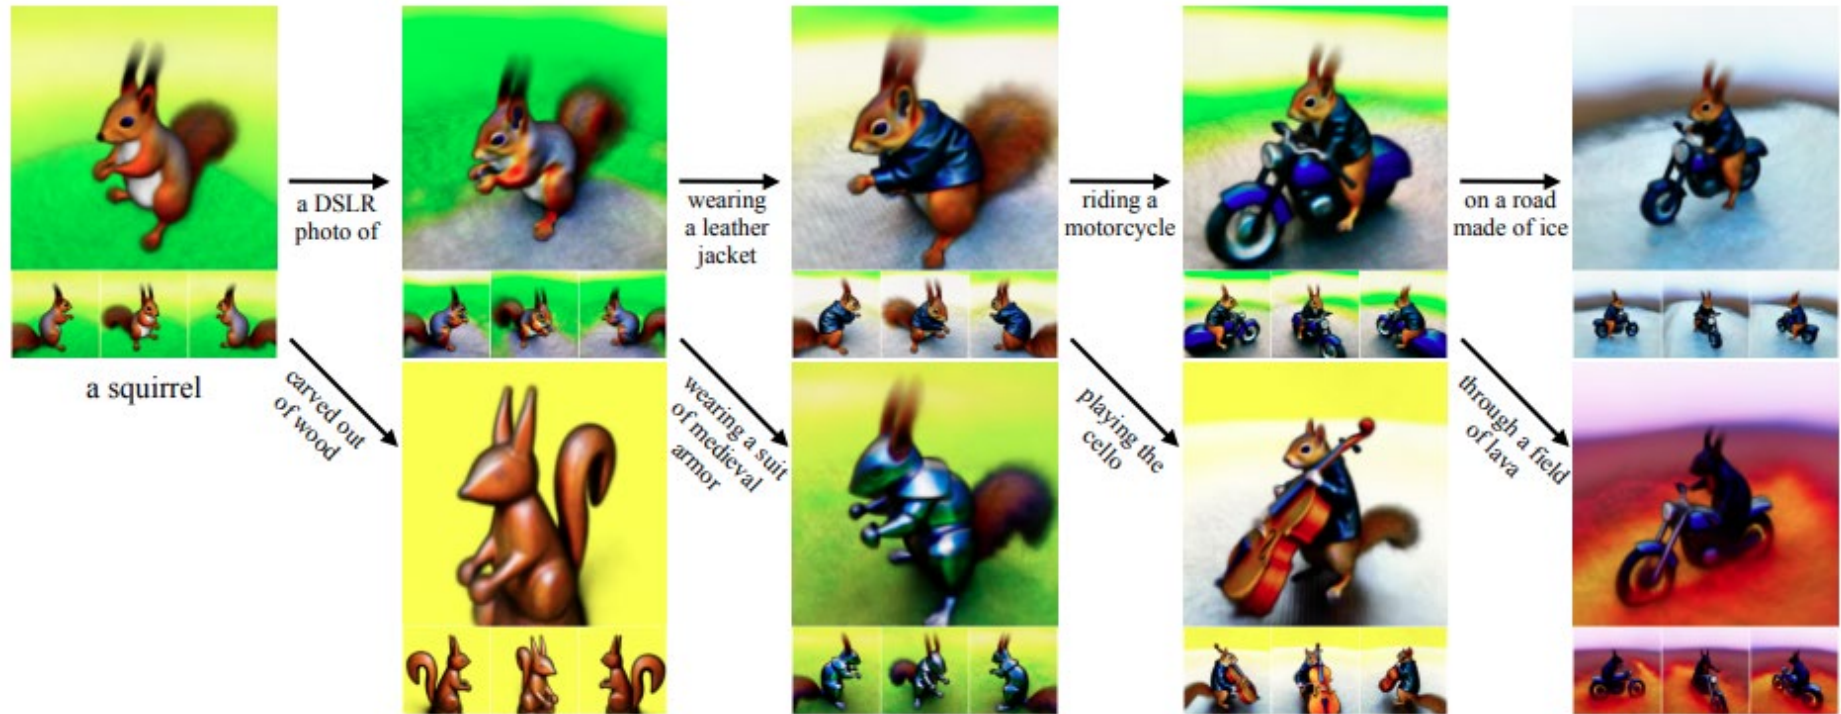 a DSLR
photo of
wearing
a leather
jacket
riding a
motorcycle
on a road
made of ice
a squirrel
carved out
of wood
wearing a suit
of medieval
armor
playing the
cello
through a field
of lava